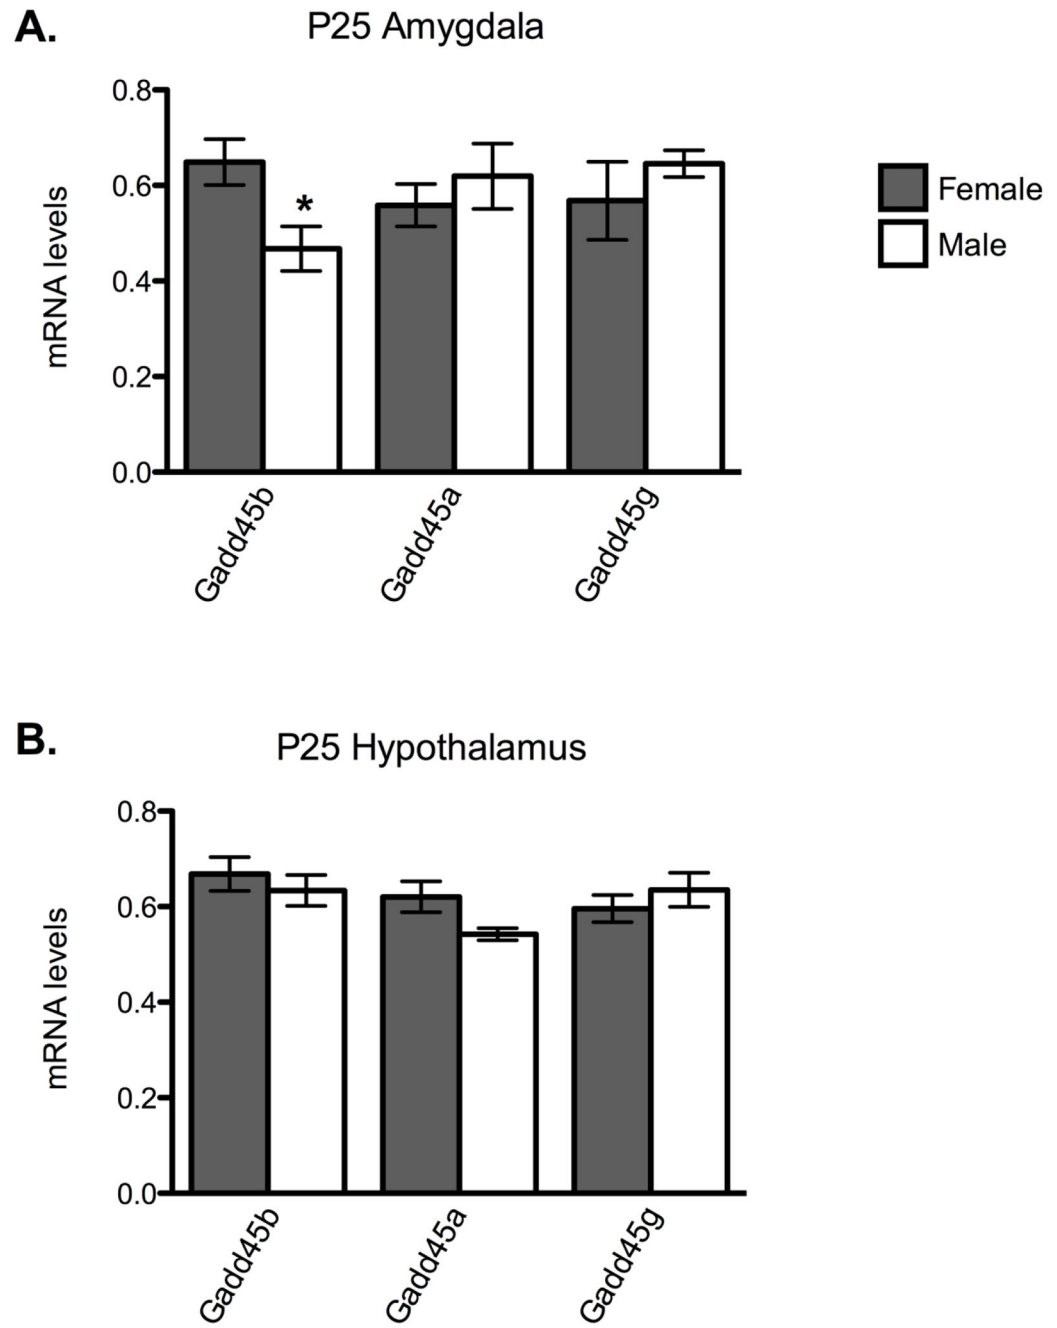 A.
P25 Amygdala
mRNA levels
0.8
0.6
0.4
0.2
0.0
*
Gadd45b
Gadd45a
Gadd45g
Female
Male
B.
P25 Hypothalamus
mRNA levels
0.8
0.6
0.4
0.2
0.0
Gadd45b
Gadd45a
Gadd45g